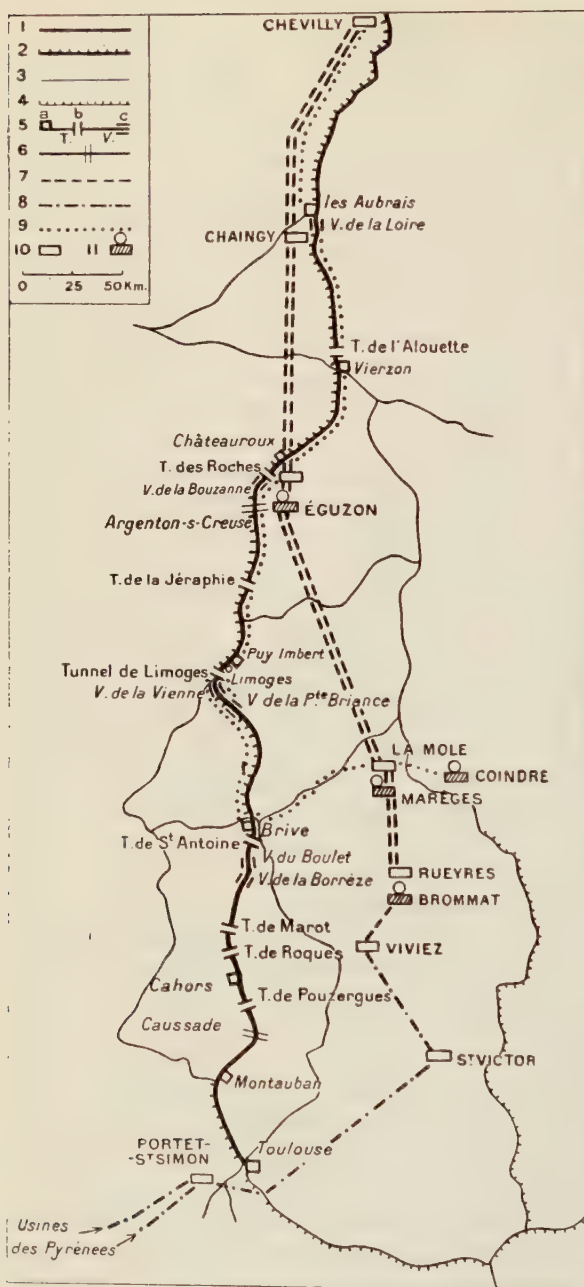 1
2
3
4
a b c
5
T. V.
6
7
8
9
10 11
0 25 50 Km.
CHEVILLY
les Aubrais
V. de la Loire
CHAINGY
T. de l'Alouette
Vierzon
Châteauroux
T. des Roches
V. de la Bouzanne
ÉGUZON
Argenton-s-Creuse
T. de la Jéraphie
Puy Imbert
Tunnel de Limoges
Limoges
V. de la Vienne
V de la Pte Briance
LA MOLE
COINDRE
MARÈGES
Brive
T. de St Antoine
V. du Boulet
V. de la Borrèze
RUEYRES
BROMMAT
T. de Marot
T. de Roques
VIVIEZ
Cahors
T. de Pouzergues
Caussade
ST VICTOR
Montauban
PORTET-
-ST SIMON
Toulouse
Usines
des Pyrénées